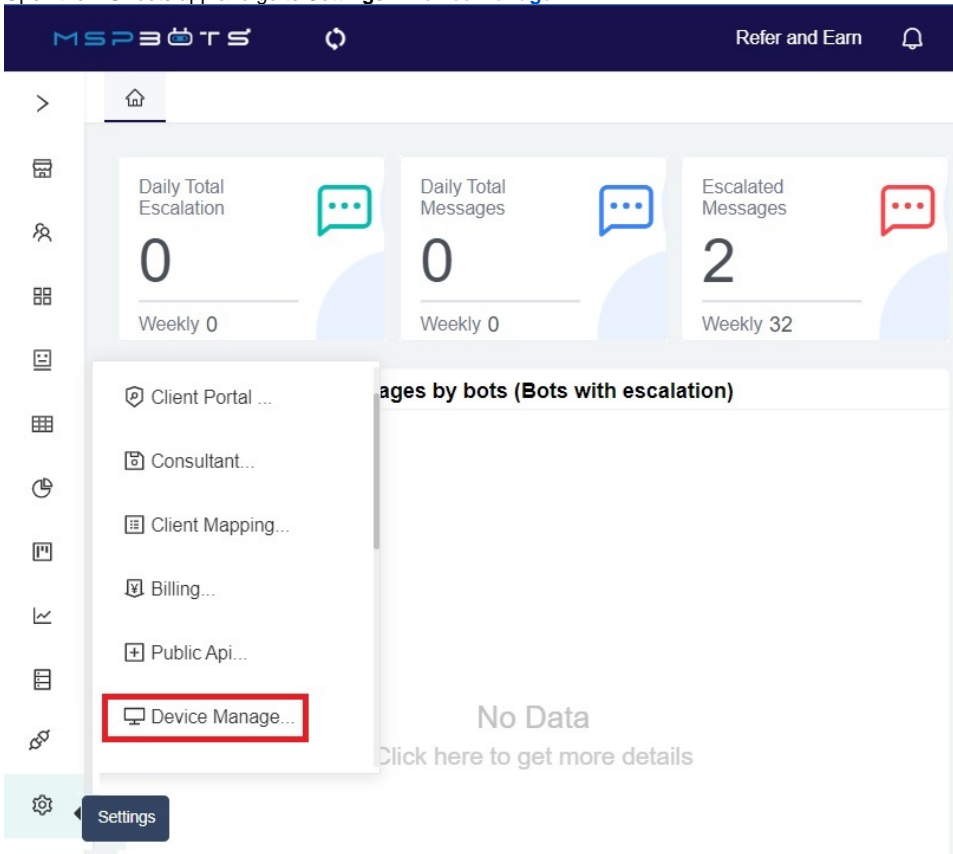 MSPBOTS
Refer and Earn
Daily Total
Escalation
0
Weekly 0
Daily Total
Messages
0
Weekly 0
Escalated
Messages
2
Weekly 32
ages by bots (Bots with escalation)
Client Portal ...
Consultant...
Client Mapping...
Billing...
Public Api...
Device Manage...
No Data
Click here to get more details
Settings